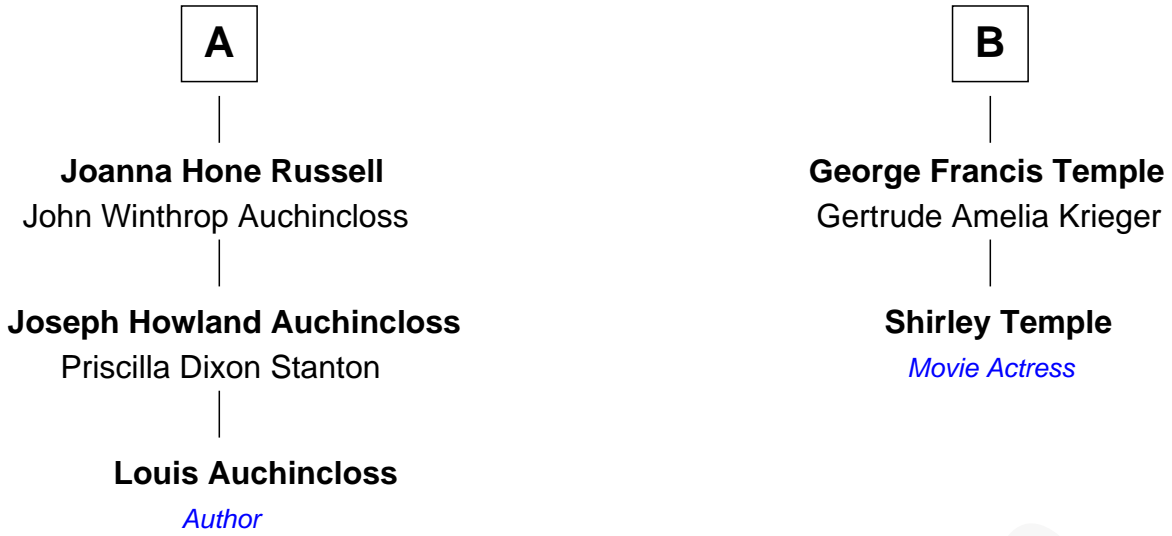 A
Joanna Hone Russell
John Winthrop Auchincloss
Joseph Howland Auchincloss
Priscilla Dixon Stanton
Louis Auchincloss
Author
B
George Francis Temple
Gertrude Amelia Krieger
Shirley Temple
Movie Actress